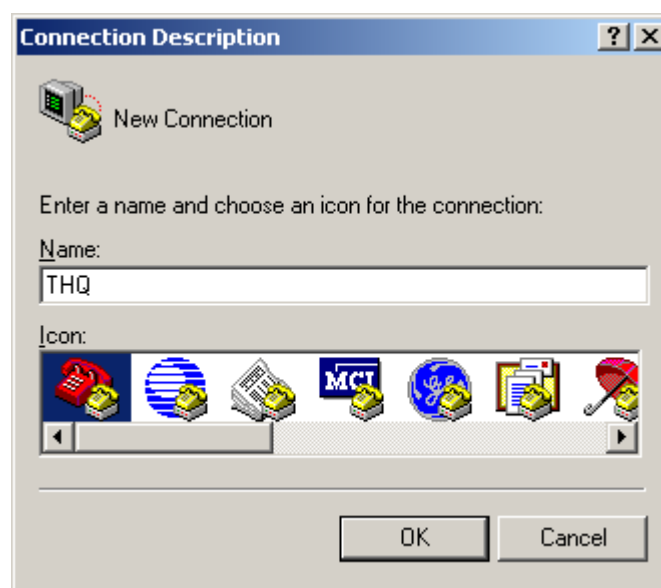 Connection Description
New Connection
Enter a name and choose an icon for the connection:
Name:
THQ
Icon:
MCI
OK
Cancel